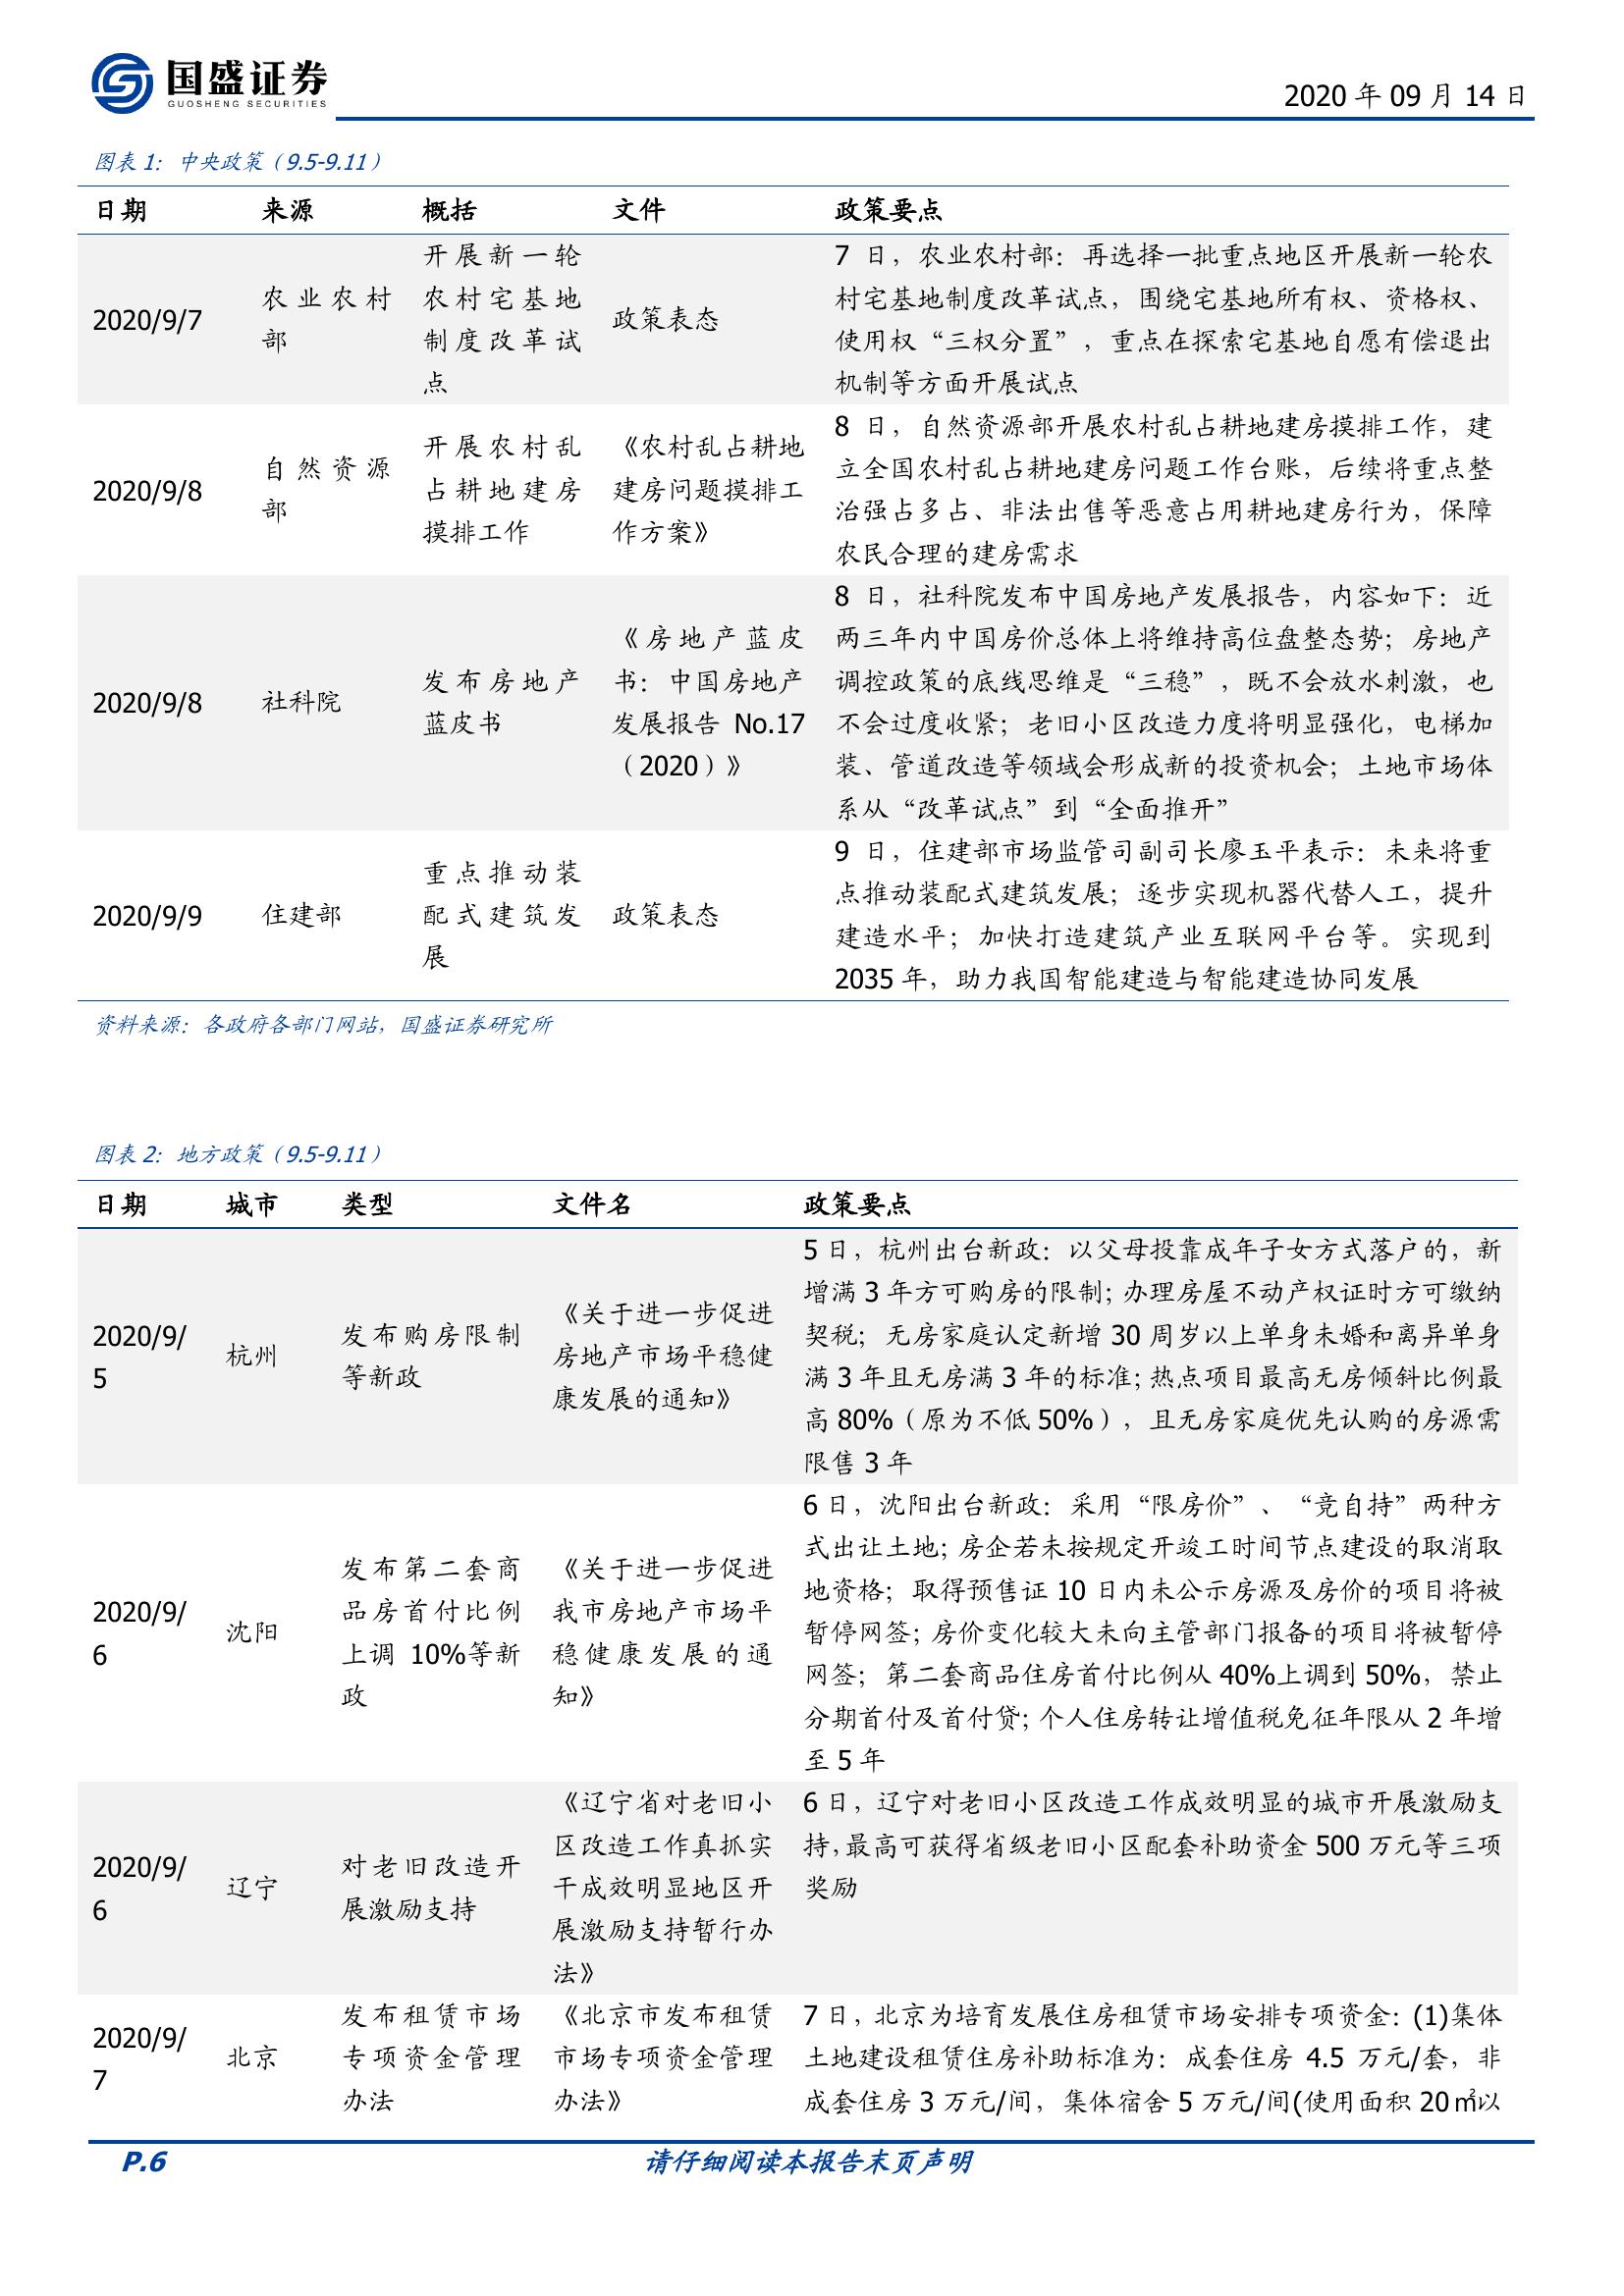 国盛证券
GUOSHENG SECURITIES
2020 年 09 月 14 日
图表 1：中央政策（9.5-9.11）
日期 来源 概括 文件 政策要点
2020/9/7
农业农村
部
开展新一轮
农村宅基地
制度改革试
点
政策表态
7 日，农业农村部：再选择一批重点地区开展新一轮农
村宅基地制度改革试点，围绕宅基地所有权、资格权、
使用权“三权分置”，重点在探索宅基地自愿有偿退出
机制等方面开展试点
2020/9/8
自然资源
部
开展农村乱
占耕地建房
摸排工作
《农村乱占耕地
建房问题摸排工
作方案》
8 日，自然资源部开展农村乱占耕地建房摸排工作，建
立全国农村乱占耕地建房问题工作台账，后续将重点整
治强占多占、非法出售等恶意占用耕地建房行为，保障
农民合理的建房需求
2020/9/8
社科院
发布房地产
蓝皮书
《房地产蓝皮
书：中国房地产
发展报告 No.17
（2020）》
8 日，社科院发布中国房地产发展报告，内容如下：近
两三年内中国房价总体上将维持高位盘整态势；房地产
调控政策的底线思维是“三稳”，既不会放水刺激，也
不会过度收紧；老旧小区改造力度将明显强化，电梯加
装、管道改造等领域会形成新的投资机会；土地市场体
系从“改革试点”到“全面推开”
2020/9/9
住建部
重点推动装
配式建筑发
展
政策表态
9 日，住建部市场监管司副司长廖玉平表示：未来将重
点推动装配式建筑发展；逐步实现机器代替人工，提升
建造水平；加快打造建筑产业互联网平台等。实现到
2035 年，助力我国智能建造与智能建造协同发展
资料来源：各政府各部门网站，国盛证券研究所
图表 2：地方政策（9.5-9.11）
日期 城市 类型 文件名 政策要点
2020/9/
5
杭州
发布购房限制
等新政
《关于进一步促进
房地产市场平稳健
康发展的通知》
5 日，杭州出台新政：以父母投靠成年子女方式落户的，新
增满 3 年方可购房的限制；办理房屋不动产权证时方可缴纳
契税；无房家庭认定新增 30 周岁以上单身未婚和离异单身
满 3 年且无房满 3 年的标准；热点项目最高无房倾斜比例最
高 80%（原为不低 50%），且无房家庭优先认购的房源需
限售 3 年
2020/9/
6
沈阳
发布第二套商
品房首付比例
上调 10%等新
政
《关于进一步促进
我市房地产市场平
稳健康发展的通
知》
6 日，沈阳出台新政：采用“限房价”、“竞自持”两种方
式出让土地；房企若未按规定开竣工时间节点建设的取消取
地资格；取得预售证 10 日内未公示房源及房价的项目将被
暂停网签；房价变化较大未向主管部门报备的项目将被暂停
网签；第二套商品住房首付比例从 40%上调到 50%，禁止
分期首付及首付贷；个人住房转让增值税免征年限从 2 年增
至 5 年
2020/9/
6
辽宁
对老旧改造开
展激励支持
《辽宁省对老旧小
区改造工作真抓实
干成效明显地区开
展激励支持暂行办
法》
6 日，辽宁对老旧小区改造工作成效明显的城市开展激励支
持，最高可获得省级老旧小区配套补助资金 500 万元等三项
奖励
2020/9/
7
北京
发布租赁市场
专项资金管理
办法
《北京市发布租赁
市场专项资金管理
办法》
7 日，北京为培育发展住房租赁市场安排专项资金：(1)集体
土地建设租赁住房补助标准为：成套住房 4.5 万元/套，非
成套住房 3 万元/间，集体宿舍 5 万元/间(使用面积 20㎡以
P.6
请仔细阅读本报告末页声明